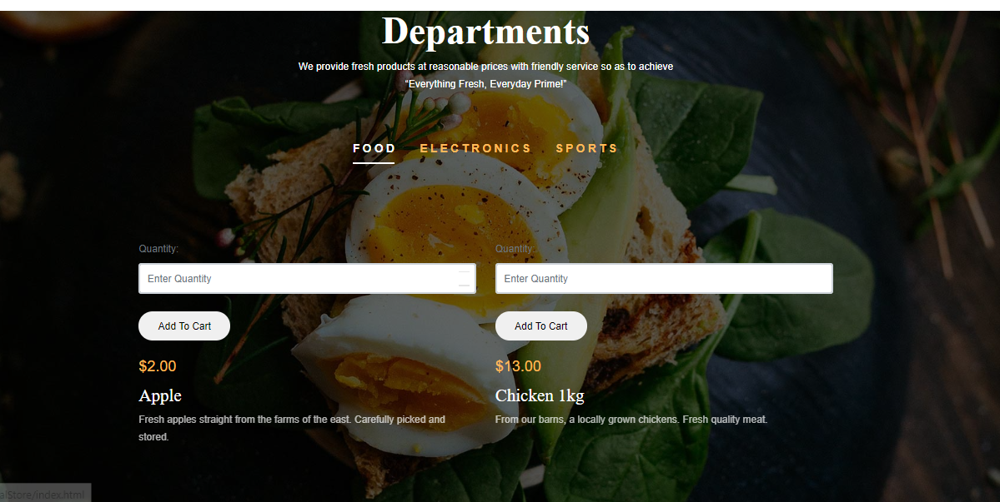 Departments
We provide fresh products at reasonable prices with friendly service so as to achieve
“Everything Fresh, Everyday Prime!”
FOOD ELECTRONICS SPORTS
Quantity:
Enter Quantity
Add To Cart
$2.00
Apple
Fresh apples straight from the farms of the east. Carefully picked and
stored.
Quantity:
Enter Quantity
Add To Cart
$13.00
Chicken 1kg
From our barns, a locally grown chickens. Fresh quality meat.
alStore/index.html